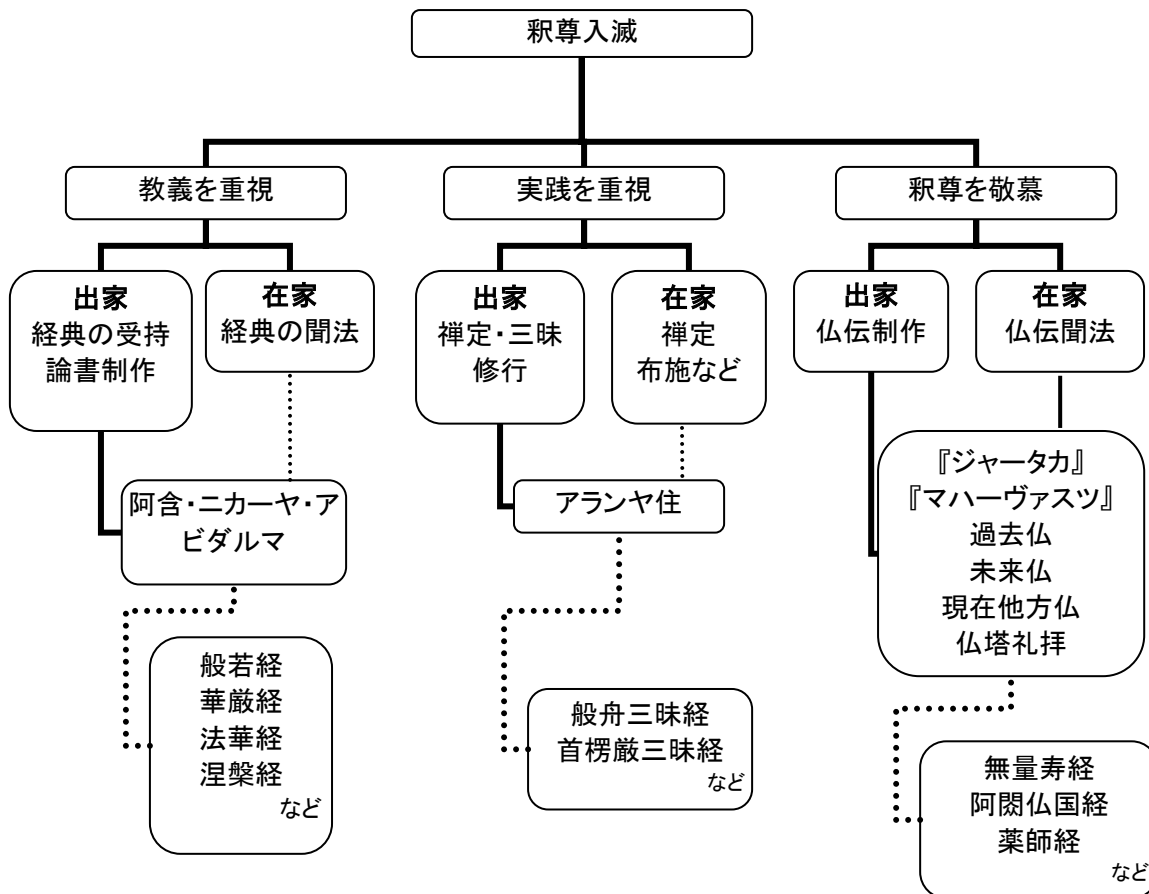 釈尊入滅
教義を重視
実践を重視
釈尊を敬慕
出家
経典の受持
論書制作
在家
経典の聞法
出家
禅定・三昧
修行
在家
禅定
布施など
出家
仏伝制作
在家
仏伝聞法
阿含・ニカーヤ・ア
ビダルマ
アランヤ住
『ジャータカ』
『マハーヴァスツ』
過去仏
未来仏
現在他方仏
仏塔礼拝
般若経
華厳経
法華経
涅槃経
など
般舟三昧経
首楞厳三昧経
など
無量寿経
阿閦仏国経
薬師経
など